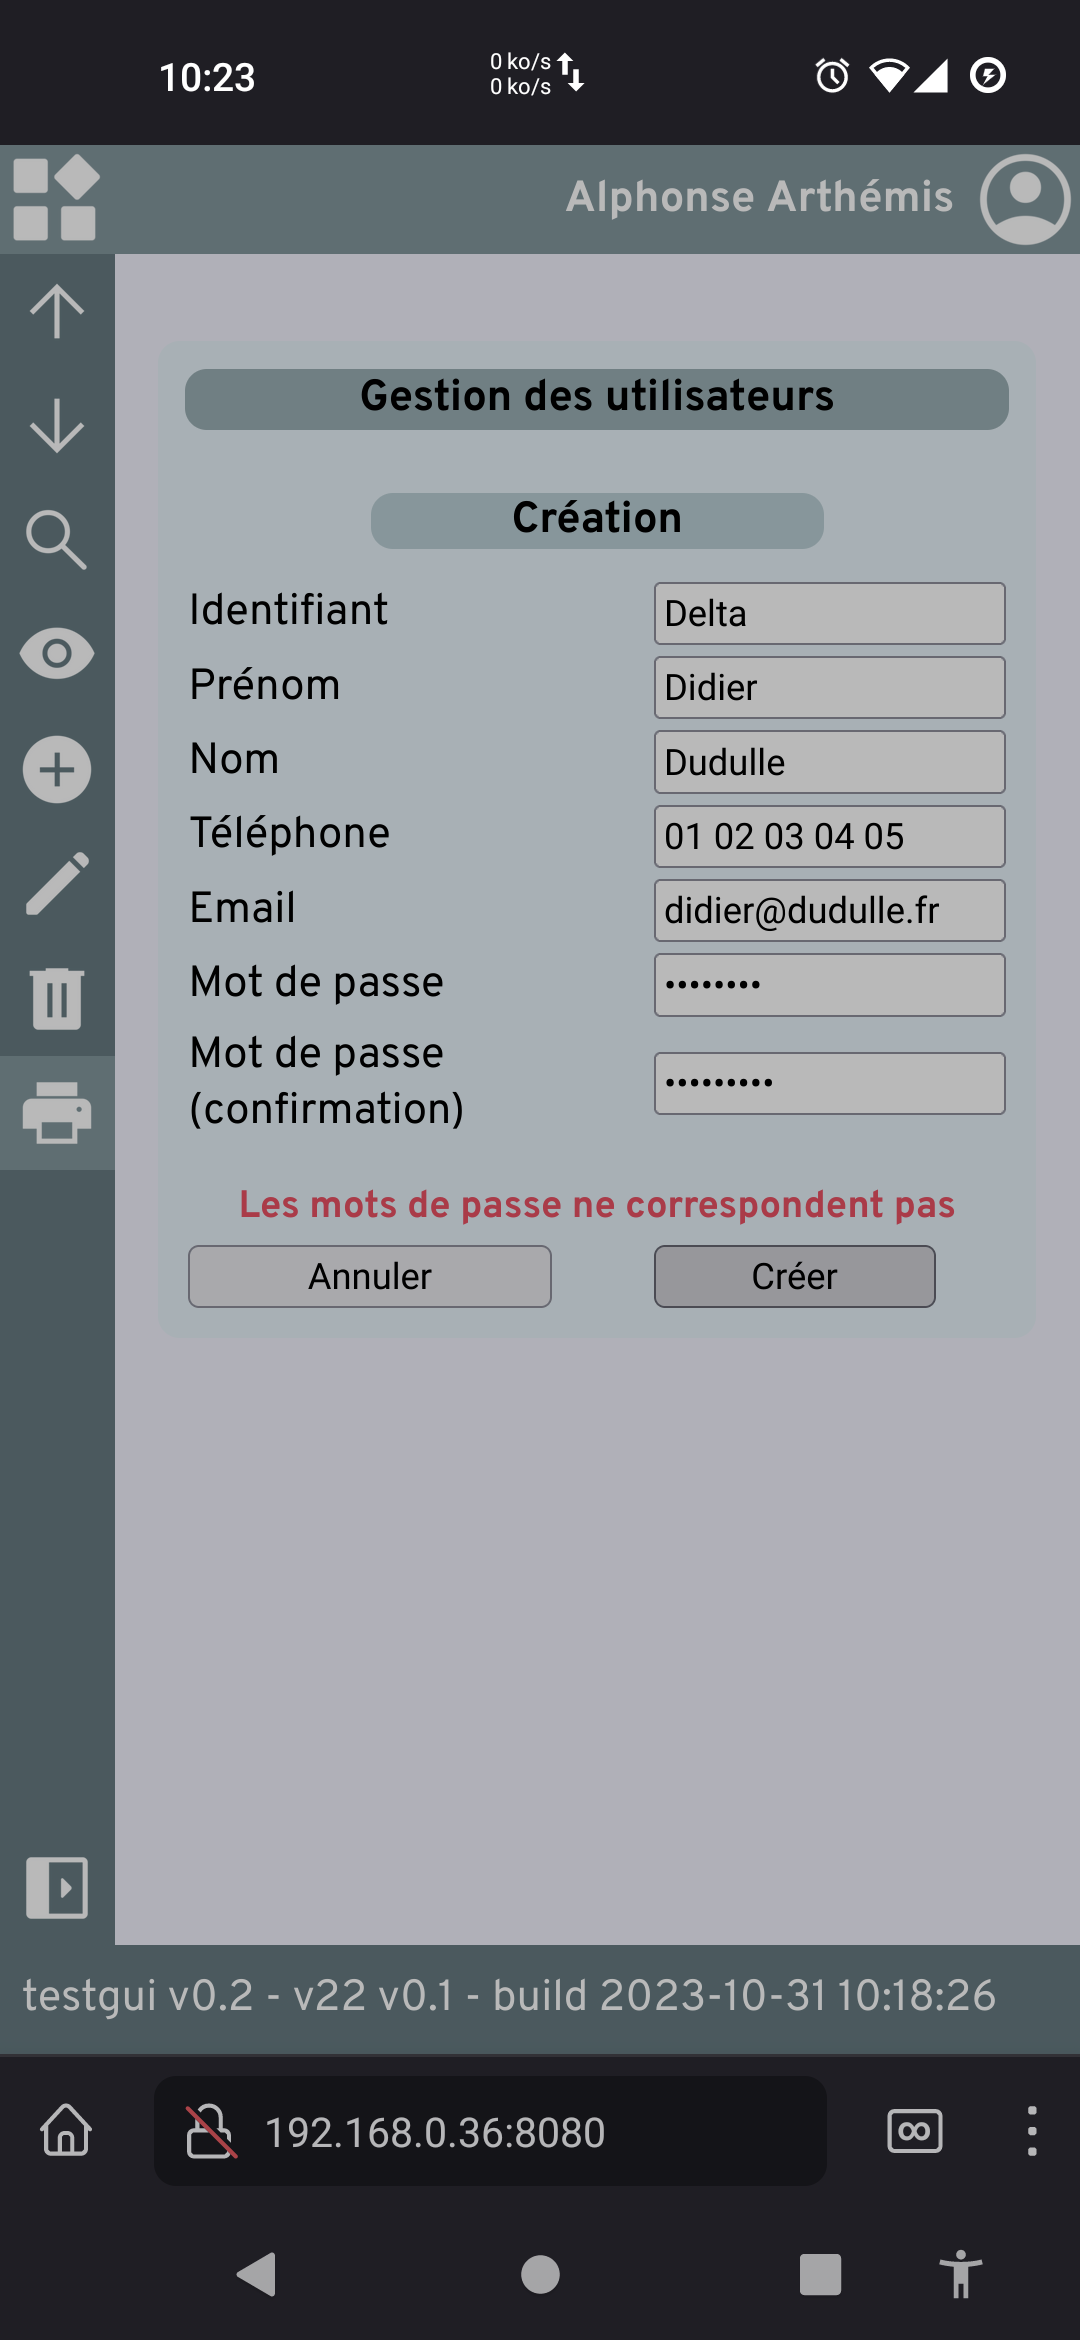 10:23
0 ko/s
0 ko/s
Alphonse Arthémis
Gestion des utilisateurs
Création
Identifiant
Delta
Prénom
Didier
Nom
Dudulle
Téléphone
01 02 03 04 05
Email
didier@dudulle.fr
Mot de passe
••••••••
Mot de passe
(confirmation)
•••••••••
Les mots de passe ne correspondent pas
Annuler
Créer
testgui v0.2 - v22 v0.1 - build 2023-10-31 10:18:26
192.168.0.36:8080